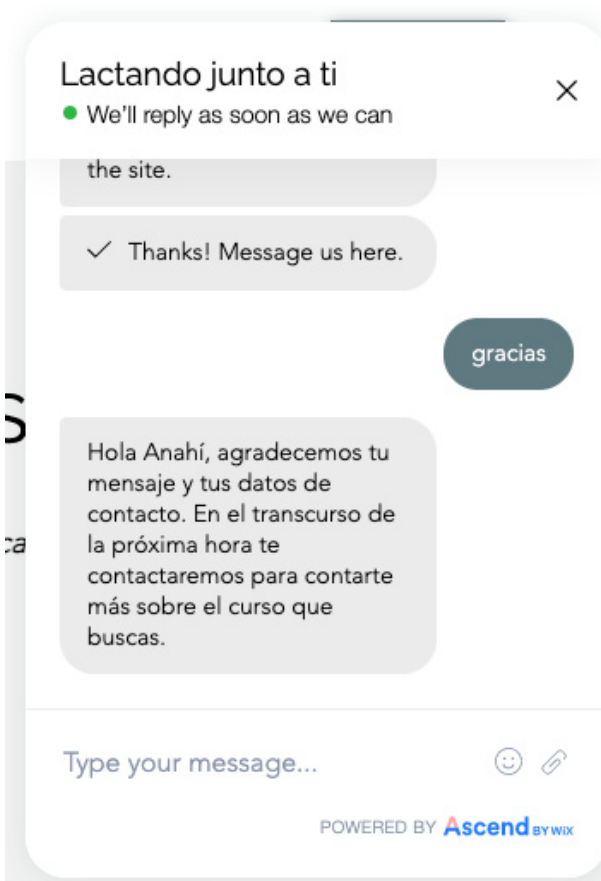 Lactando junto a ti
We'll reply as soon as we can
the site.
Thanks! Message us here.
gracias
S
Hola Anahí, agradecemos tu
mensaje y tus datos de
contacto. En el transcurso de
ca
la próxima hora te
contactaremos para contarte
más sobre el curso que
buscas.
Type your message...
POWERED BY Ascend BY WIX